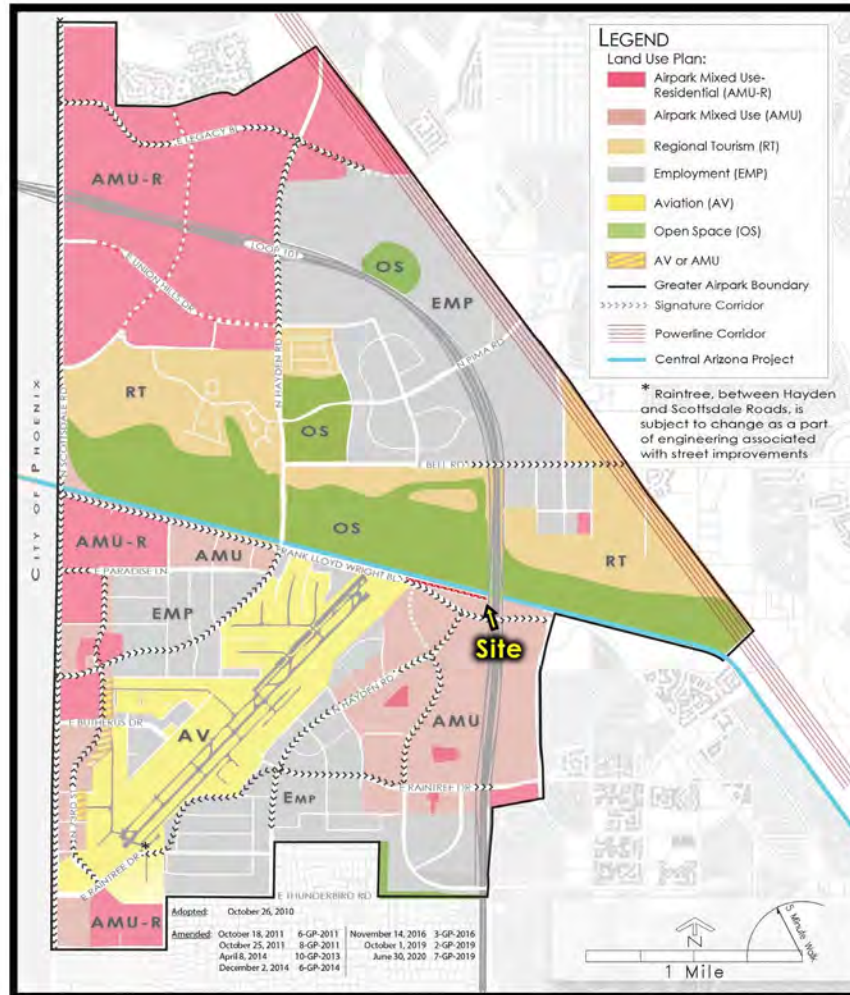 LEGEND
Land Use Plan:
Airpark Mixed Use-
Residential (AMU-R)
Airpark Mixed Use (AMU)
Regional Tourism (RT)
Employment (EMP)
Aviation (AV)
Open Space (OS)
AV or AMU
Greater Airpark Boundary
Signature Corridor
Powerline Corridor
Central Arizona Project
* Raintree, between Hayden
and Scottsdale Roads, is
subject to change as a part
of engineering associated
with street improvements
E LEGACY BL
AMU-R
LOOP 101
OS
EMP
E UNION HILLS DR
N PIMA RD
N HAYDEN RD
RT
OS
CITY OF PHOENIX
N SCOTTSDALE RD
E BELL RD
OS
RT
AMU-R
AMU
FRANK LLOYD WRIGHT BL
E PARADISE LN
EMP
Site
N HAYDEN RD
E BUTHERUS DR
AV
AMU
EMP
E RAINTREE DR
N 73RD ST
*
E RAINTREE DR
E THUNDERBIRD RD
AMU-R
Adopted: October 26, 2010
Amended: October 18, 2011 6-GP-2011 November 14, 2016 3-GP-2016
October 25, 2011 8-GP-2011 October 1, 2019 2-GP-2019
April 8, 2014 10-GP-2013 June 30, 2020 7-GP-2019
December 2, 2014 6-GP-2014
N
5 Minute Walk
1 Mile